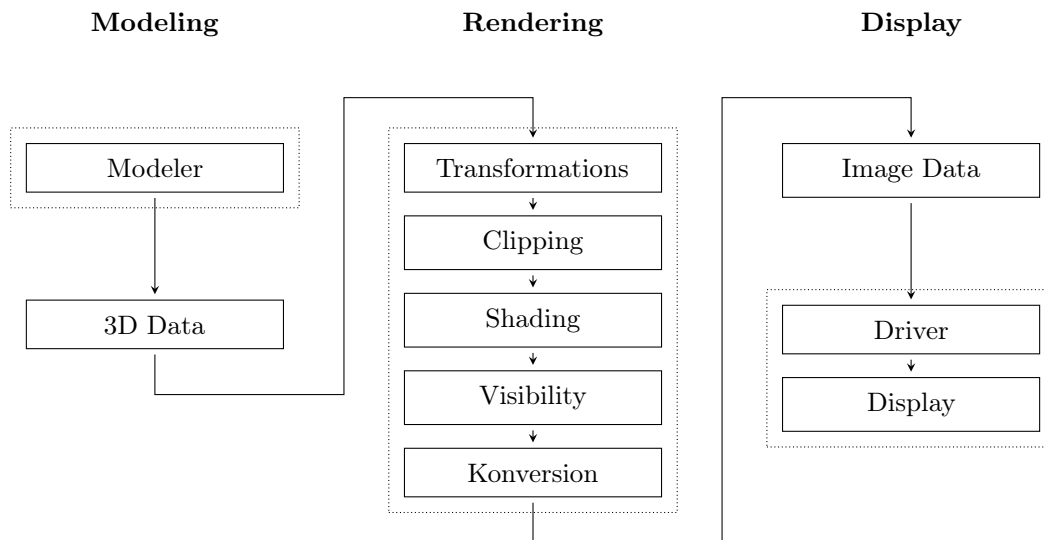 Modeling
Rendering
Display
Modeler
3D Data
Transformations
Clipping
Shading
Visibility
Konversion
Image Data
Driver
Display